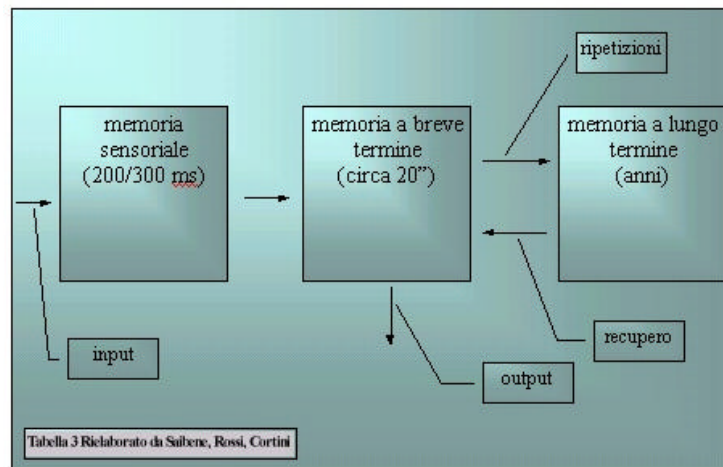 ripetizioni
memoria
sensoriale
(200/300 ms)
memoria a breve
termine
(circa 20”)
memoria a lungo
termine
(anni)
input
output
recupero
Tabella 3 Rielaborato da Saibene, Rossi, Cortini